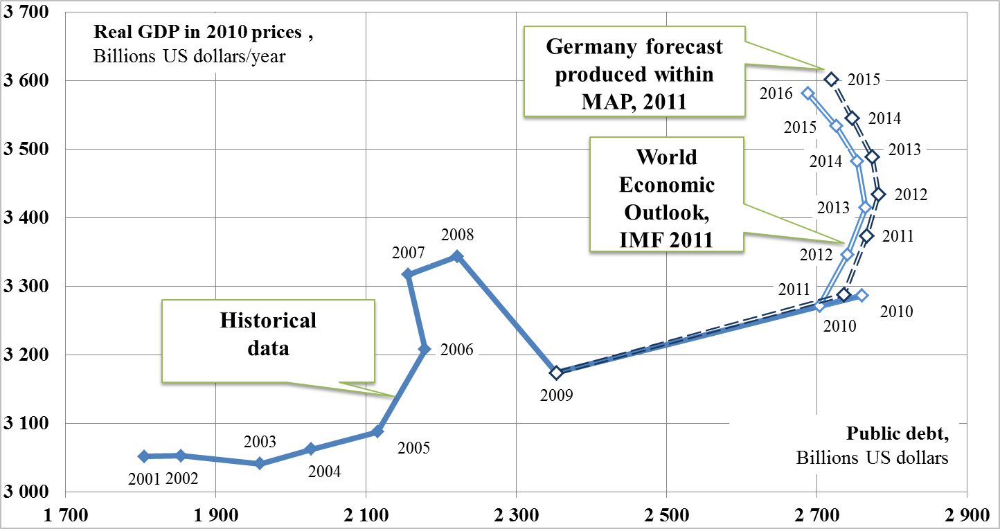 3 700
Real GDP in 2010 prices ,
Billions US dollars/year
Germany forecast
produced within
MAP, 2011
3 600
2015
2016
2014
2015
3 500
2013
World
Economic
Outlook,
IMF 2011
2014
2012
2013
3 400
2011
2008
2007
2012
3 300
2011
2010
2010
Historical
data
3 200
2006
2009
3 100
2003
2005
Public debt,
Billions US dollars
2001
2002
2004
3 000
1 700
1 900
2 100
2 300
2 500
2 700
2 900